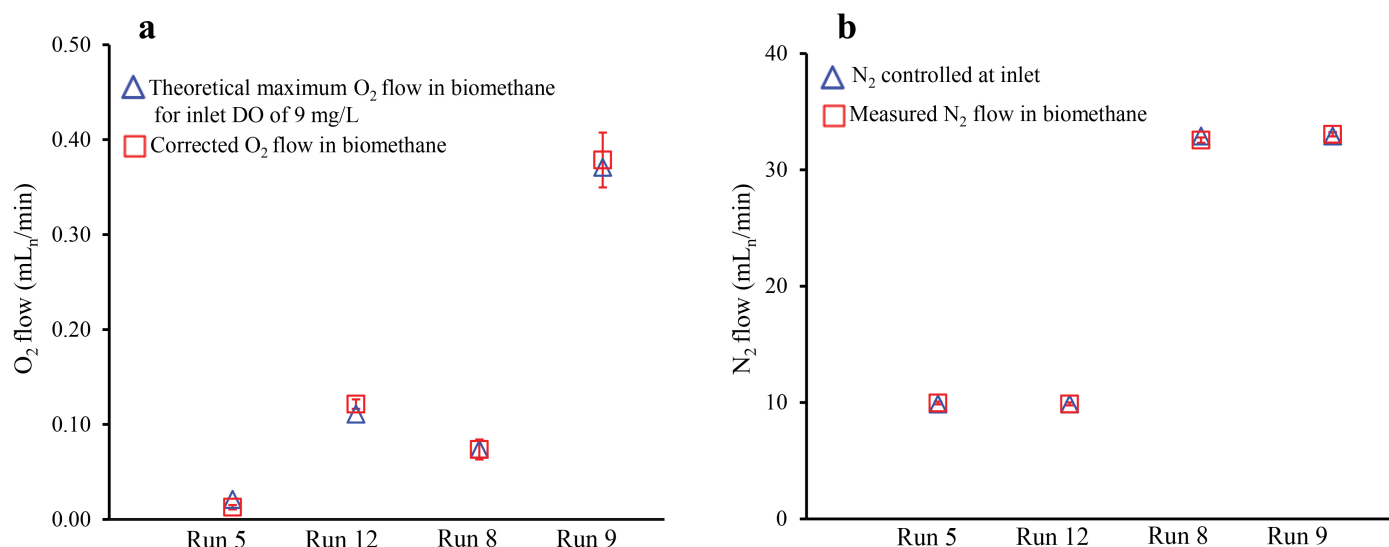 a
O2 flow (mLn/min)
0.50
0.40
0.30
0.20
0.10
0.00
Theoretical maximum O2 flow in biomethane
for inlet DO of 9 mg/L
Corrected O2 flow in biomethane
Run 5 Run 12 Run 8 Run 9
b
N2 flow (mLn/min)
40
30
20
10
0
N2 controlled at inlet
Measured N2 flow in biomethane
Run 5 Run 12 Run 8 Run 9